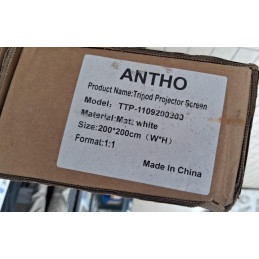 ANTHO
Product Name:Tripod Projector Screen
Model: TTP-1109200200
Material:Mat: white
Size:200*200cm (W*H)
Format:1:1
Made In China